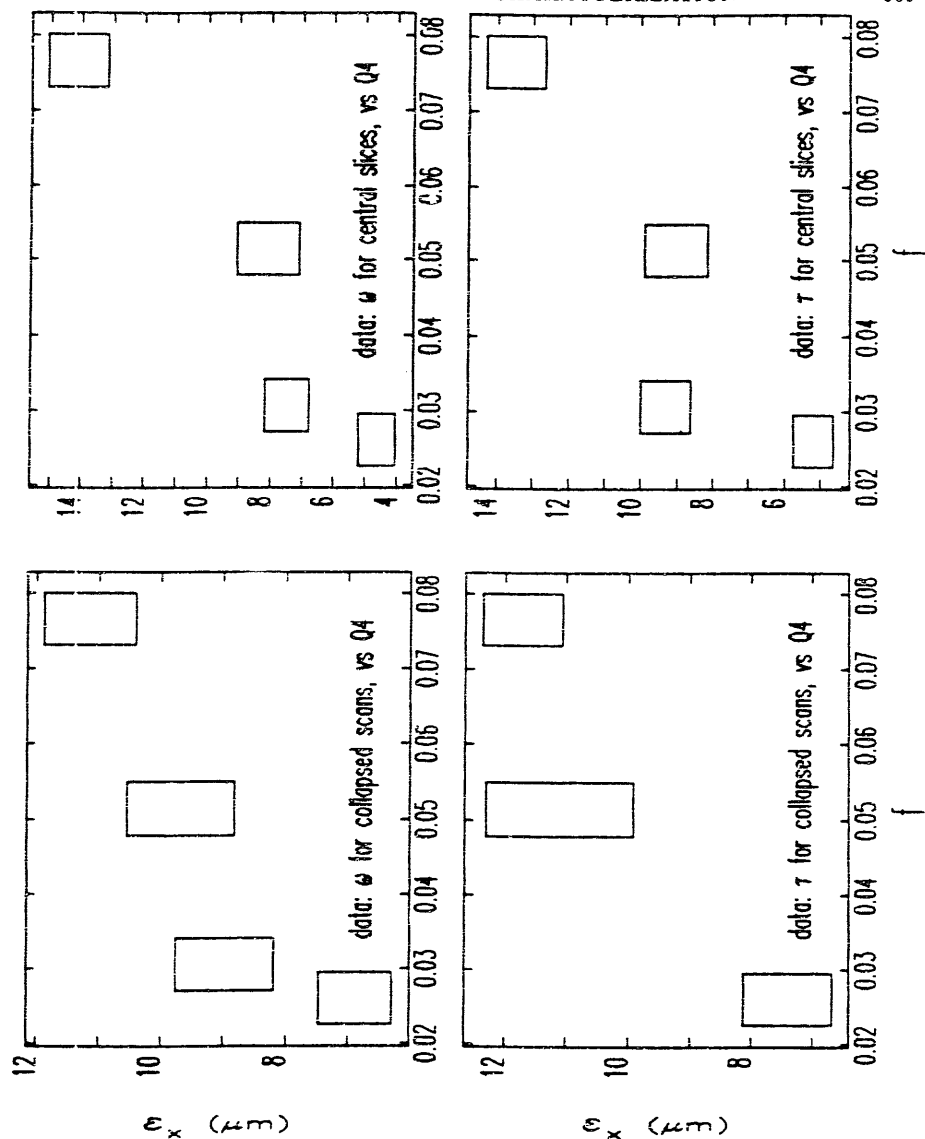 ε_x (μm)
12
10
8
data: ω for collapsed scans, vs Q4
0.02 0.03 0.04 0.05 0.06 0.07 0.08
14
12
10
8
6
4
data: ω for central slices, vs Q4
0.02 0.03 0.04 0.05 0.06 0.07 0.08
ε_x (μm)
12
10
8
data: τ for collapsed scans, vs Q4
0.02 0.03 0.04 0.05 0.06 0.07 0.08
f
14
12
10
8
6
data: τ for central slices, vs Q4
0.02 0.03 0.04 0.05 0.06 0.07 0.08
f